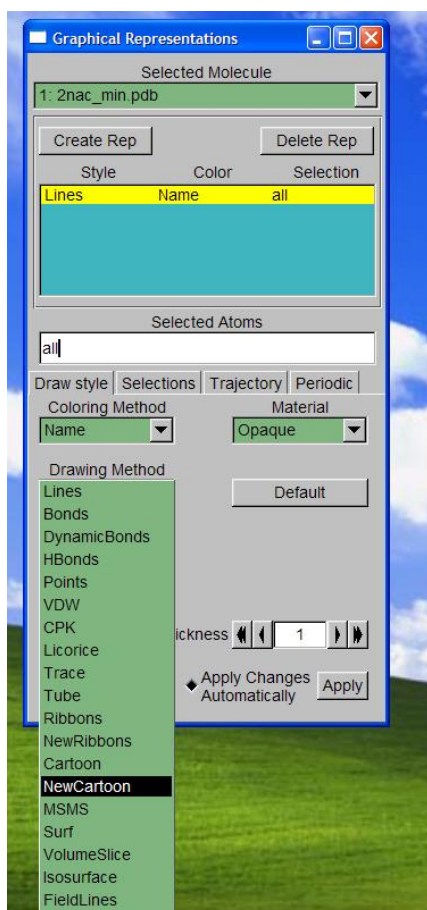 Graphical Representations
Selected Molecule
1: 2nac_min.pdb
Create Rep Delete Rep
Style Color Selection
Lines Name all
Selected Atoms
all
Draw style Selections Trajectory Periodic
Coloring Method Material
Name Opaque
Drawing Method
Lines
Default
Bonds
DynamicBonds
HBonds
Points
VDW
CPK
ickness 1
Licorice
Trace
Apply Changes
Automatically
Apply
Tube
Ribbons
NewRibbons
Cartoon
NewCartoon
MSMS
Surf
VolumeSlice
Isosurface
FieldLines